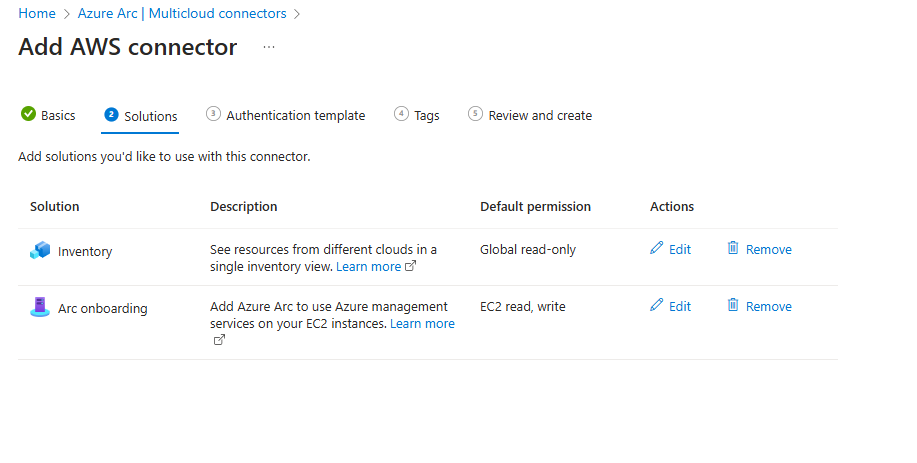 Home > Azure Arc | Multicloud connectors >
Add AWS connector ...
Basics 2 Solutions 3 Authentication template 4 Tags 5 Review and create
Add solutions you'd like to use with this connector.
Solution Description Default permission Actions
Inventory See resources from different clouds in a Global read-only Edit Remove
single inventory view. Learn more
Arc onboarding Add Azure Arc to use Azure management EC2 read, write Edit Remove
services on your EC2 instances. Learn more